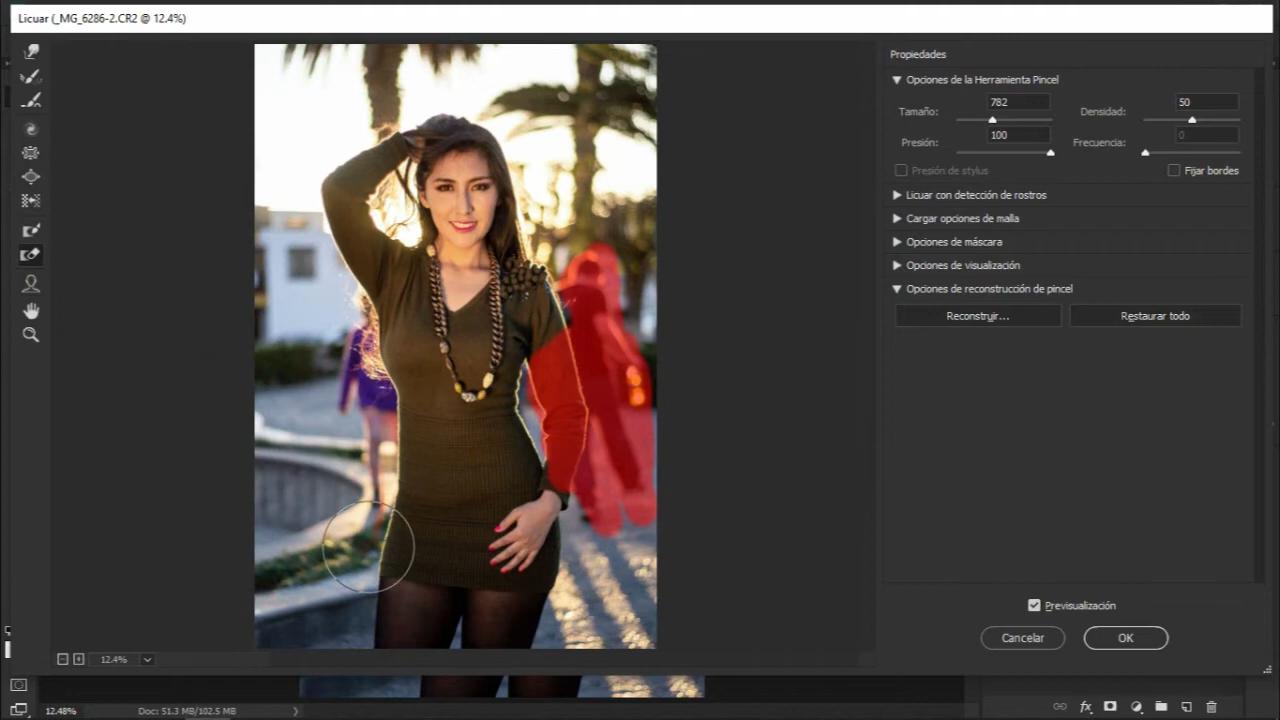 Licuar (_MG_6286-2.CR2 @ 12.4%)
Propiedades
Opciones de la Herramienta Pincel
Tamaño: 782 Densidad: 50
Presión: 100 Frecuencia: 0
Presión de stylus Fijar bordes
Licuar con detección de rostros
Cargar opciones de malla
Opciones de máscara
Opciones de visualización
Opciones de reconstrucción de pincel
Reconstruir... Restaurar todo
Previsualización
Cancelar OK
12.4%
12.48% Doc: 51.3 MB/102.5 MB
fx